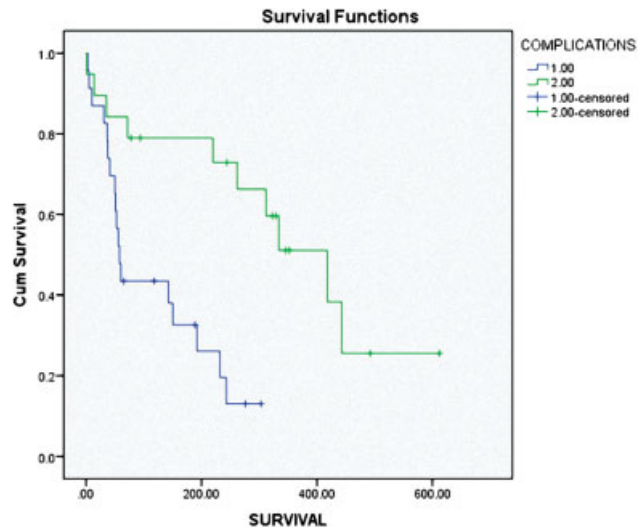 Survival Functions
COMPLICATIONS
1.00
2.00
1.00-censored
2.00-censored
Cum Survival
1.0
0.8
0.6
0.4
0.2
0.0
.00 200.00 400.00 600.00
SURVIVAL